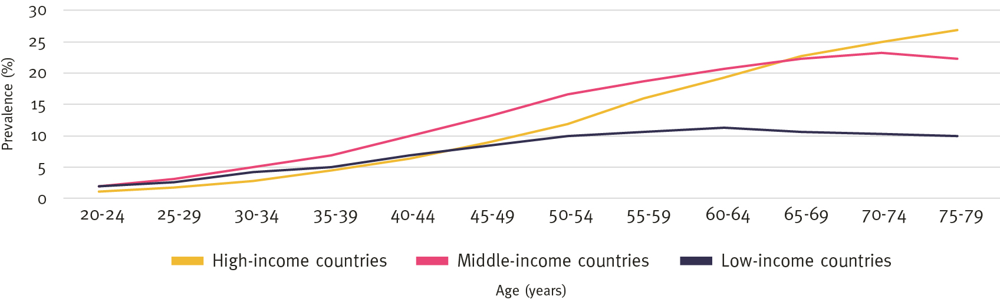 30
25
20
15
10
5
0
Prevalence (%)
20-24 25-29 30-34 35-39 40-44 45-49 50-54 55-59 60-64 65-69 70-74 75-79
High-income countries Middle-income countries Low-income countries
Age (years)